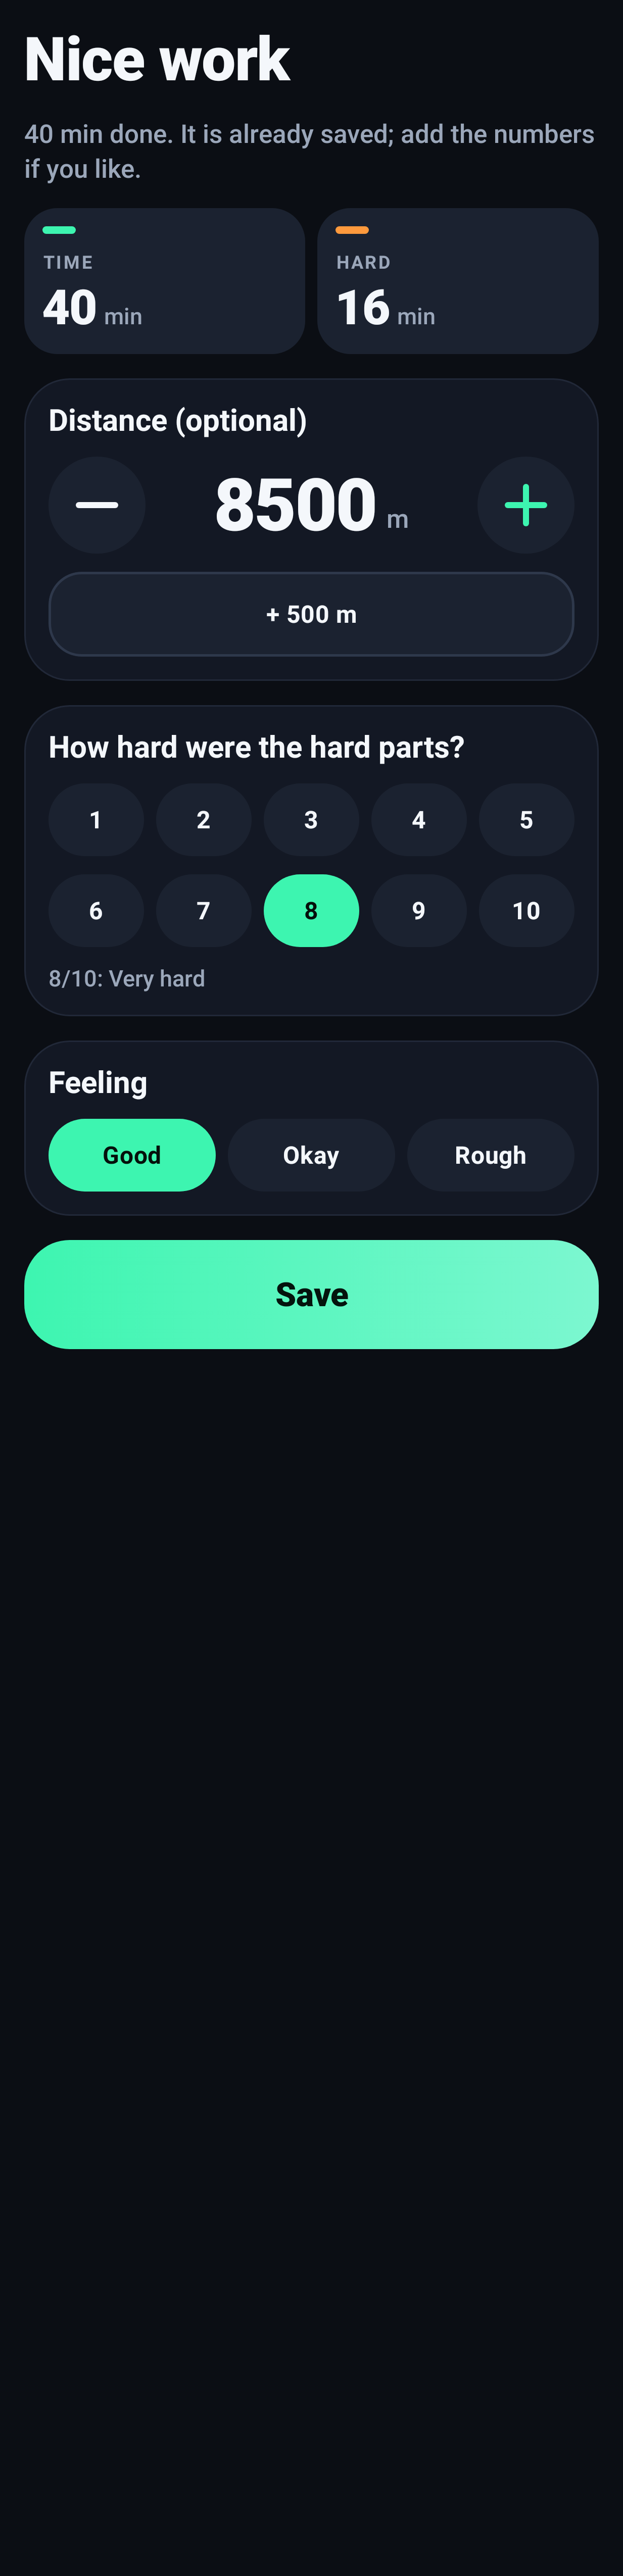 Nice work
40 min done. It is already saved; add the numbers
if you like.
TIME
40 min
HARD
16 min
Distance (optional)
8500 m
+ 500 m
How hard were the hard parts?
1 2 3 4 5
6 7 8 9 10
8/10: Very hard
Feeling
Good Okay Rough
Save